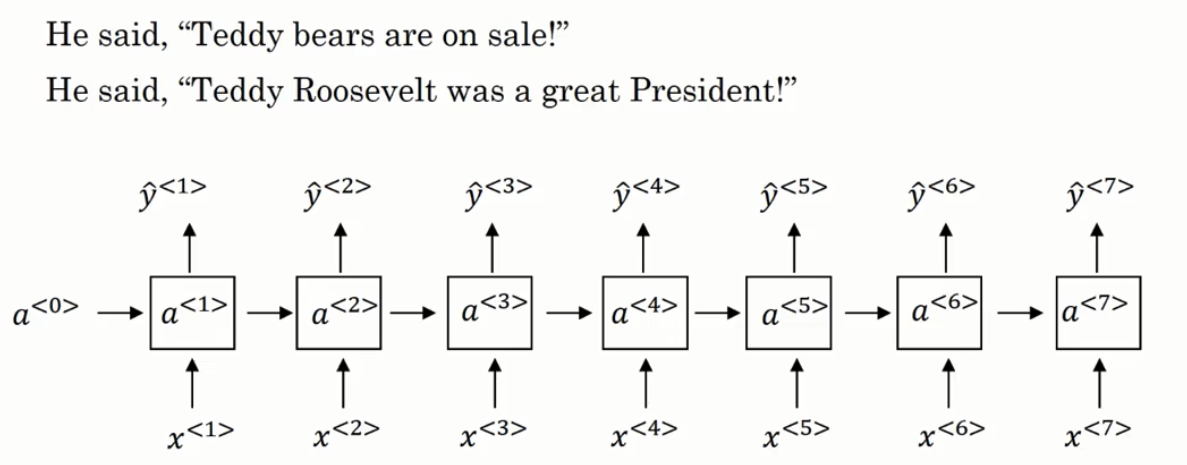 He said, “Teddy bears are on sale!”
He said, “Teddy Roosevelt was a great President!”
ŷ<1> ŷ<2> ŷ<3> ŷ<4> ŷ<5> ŷ<6> ŷ<7>
a<0> a<1> a<2> a<3> a<4> a<5> a<6> a<7>
x<1> x<2> x<3> x<4> x<5> x<6> x<7>